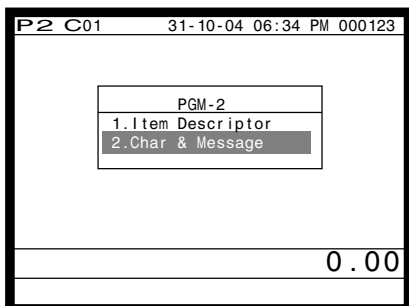 P2 C01 31-10-04 06:34 PM 000123
PGM-2
1.Item Descriptor
2.Char & Message
0.00